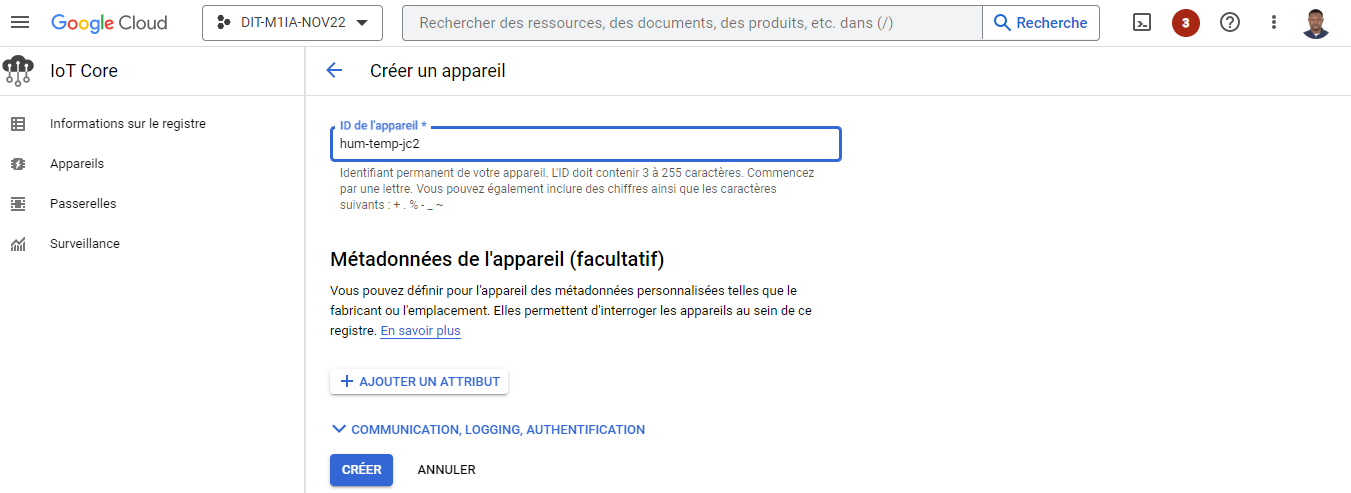 Google Cloud
DIT-M1IA-NOV22
Rechercher des ressources, des documents, des produits, etc. dans (/)
Recherche
3
IoT Core
Créer un appareil
Informations sur le registre
Appareils
Passerelles
Surveillance
ID de l'appareil *
hum-temp-jc2
Identifiant permanent de votre appareil. L'ID doit contenir 3 à 255 caractères. Commencez
par une lettre. Vous pouvez également inclure des chiffres ainsi que les caractères
suivants : + . % - _ ~
Métadonnées de l'appareil (facultatif)
Vous pouvez définir pour l'appareil des métadonnées personnalisées telles que le
fabricant ou l'emplacement. Elles permettent d'interroger les appareils au sein de ce
registre. En savoir plus
AJOUTER UN ATTRIBUT
COMMUNICATION, LOGGING, AUTHENTIFICATION
CRÉER
ANNULER